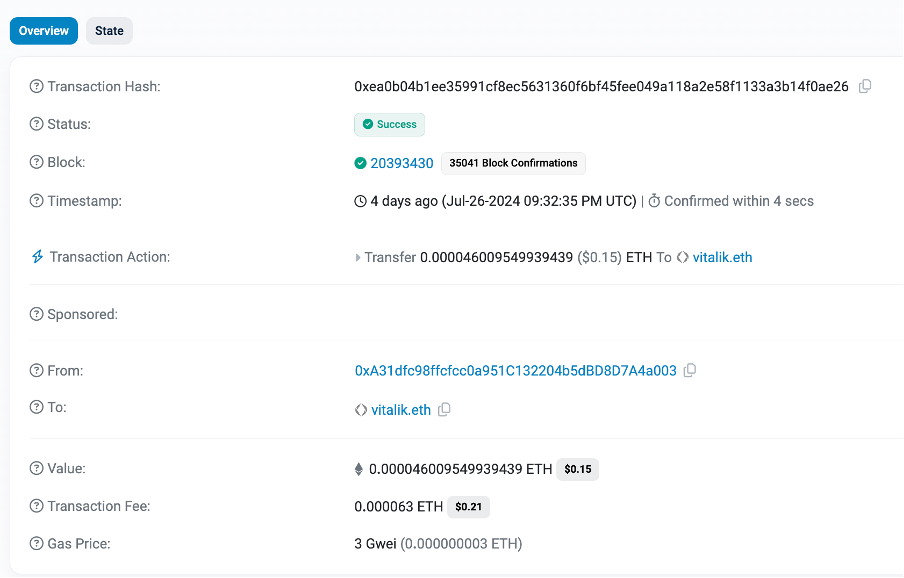 Overview State
Transaction Hash: 0xea0b04b1ee35991cf8ec5631360f6bf45fee049a118a2e58f1133a3b14f0ae26
Status: Success
Block: 20393430 35041 Block Confirmations
Timestamp: 4 days ago (Jul-26-2024 09:32:35 PM UTC) | Confirmed within 4 secs
Transaction Action: Transfer 0.000046009549939439 ($0.15) ETH To vitalik.eth
Sponsored:
From: 0xA31dfc98ffcfcc0a951C132204b5dBD8D7A4a003
To: vitalik.eth
Value: 0.000046009549939439 ETH $0.15
Transaction Fee: 0.000063 ETH $0.21
Gas Price: 3 Gwei (0.000000003 ETH)